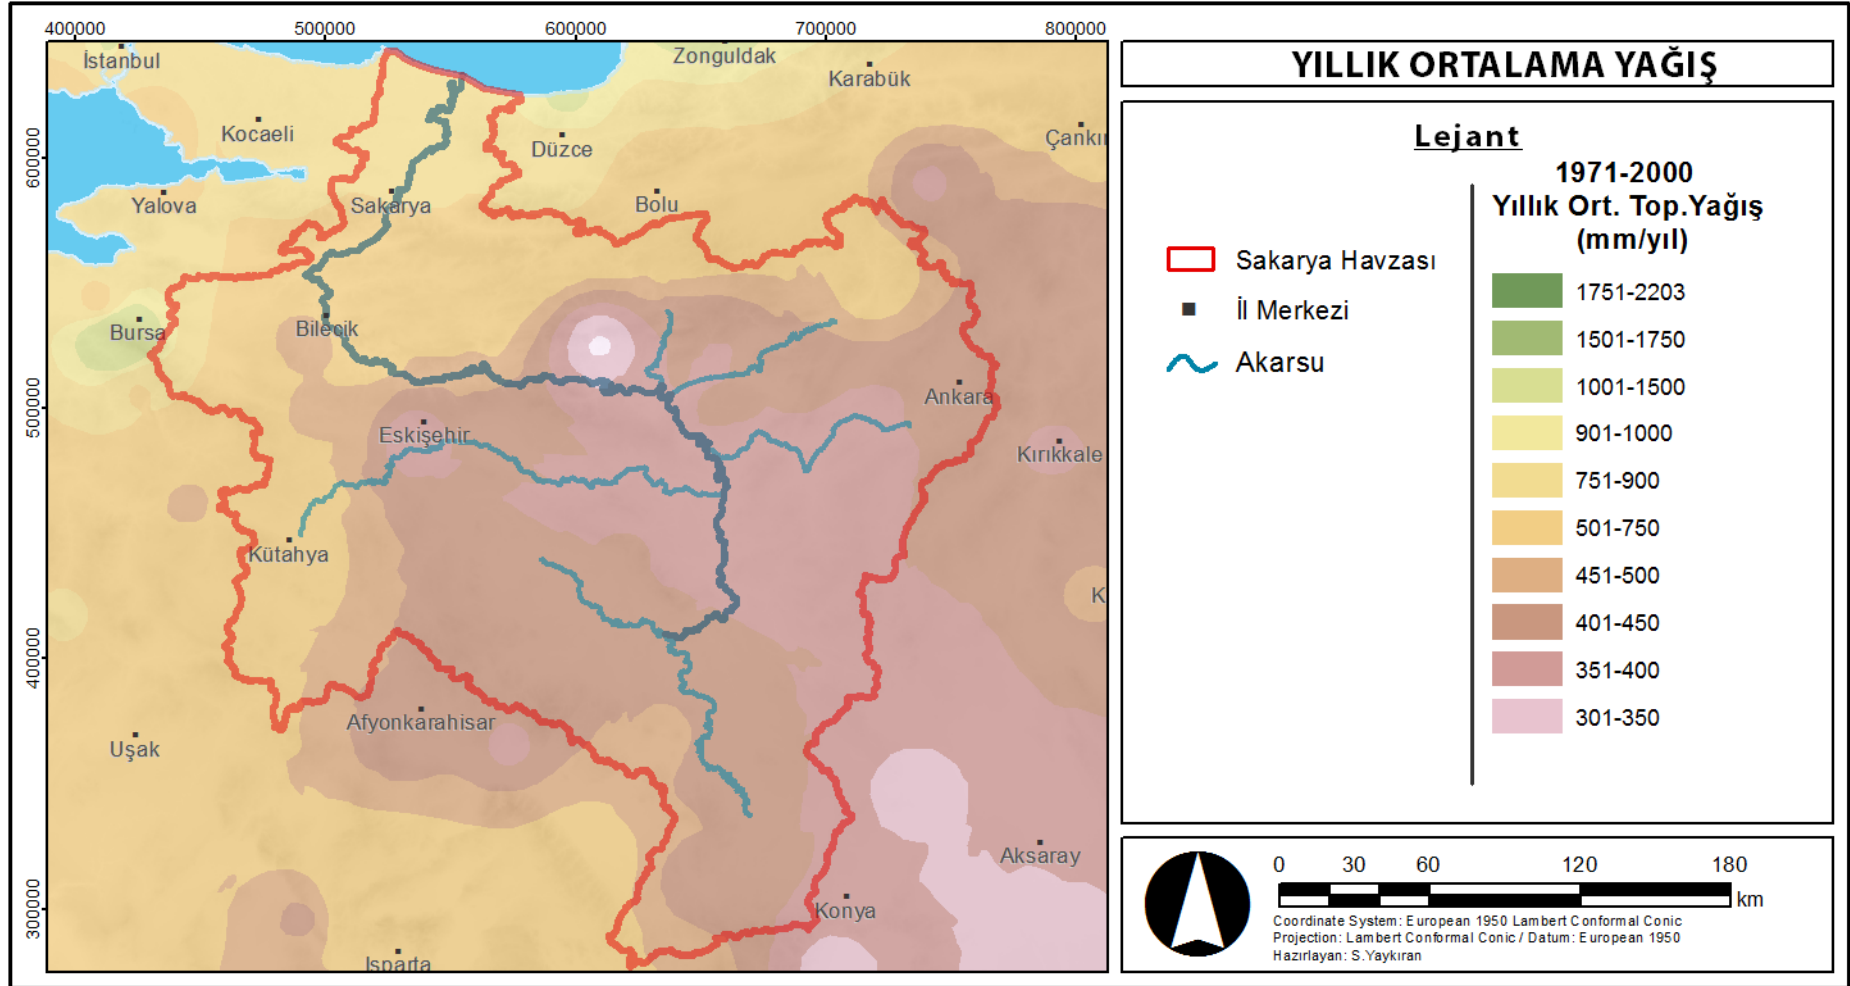 400000 500000 600000 700000 800000
YILLIK ORTALAMA YAĞIŞ
İstanbul
Zonguldak
Karabük
Kocaeli
Düzce
Çankır
600000
Yalova
Sakarya
Bolu
Bursa
Bilecik
500000
Ankara
Eskişehir
Kırıkkale
Kütahya
K
400000
Afyonkarahisar
Uşak
Aksaray
Konya
300000
Isparta
Lejant
Sakarya Havzası
İl Merkezi
Akarsu
1971-2000
Yıllık Ort. Top.Yağış
(mm/yıl)
1751-2203
1501-1750
1001-1500
901-1000
751-900
501-750
451-500
401-450
351-400
301-350
0 30 60 120 180
km
Coordinate System: European 1950 Lambert Conformal Conic
Projection: Lambert Conformal Conic / Datum: European 1950
Hazırlayan: S.Yaykıran